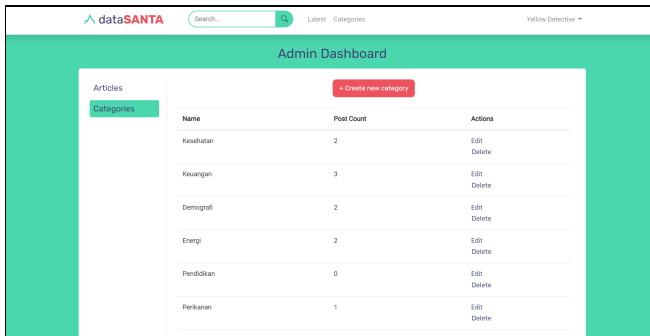 dataSANTA Search... Latest Categories Yellow Detective
Admin Dashboard
Articles
Categories
+ Create new category
Name Post Count Actions
Kesehatan 2 Edit
Delete
Keuangan 3 Edit
Delete
Demografi 2 Edit
Delete
Energi 2 Edit
Delete
Pendidikan 0 Edit
Delete
Perikanan 1 Edit
Delete